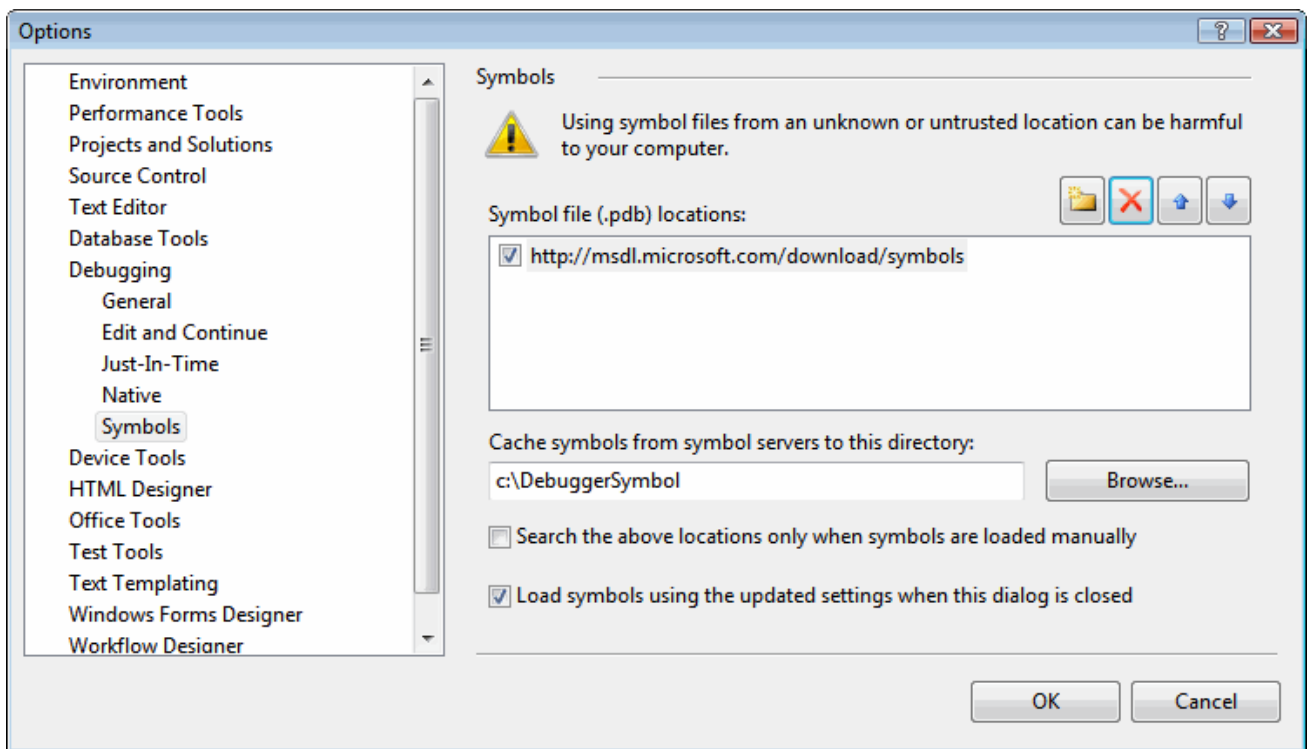 Options
Environment
Performance Tools
Projects and Solutions
Source Control
Text Editor
Database Tools
Debugging
General
Edit and Continue
Just-In-Time
Native
Symbols
Device Tools
HTML Designer
Office Tools
Test Tools
Text Templating
Windows Forms Designer
Workflow Designer
Symbols
Using symbol files from an unknown or untrusted location can be harmful
to your computer.
Symbol file (.pdb) locations:
http://msdl.microsoft.com/download/symbols
Cache symbols from symbol servers to this directory:
c:\DebuggerSymbol
Browse...
Search the above locations only when symbols are loaded manually
Load symbols using the updated settings when this dialog is closed
OK
Cancel